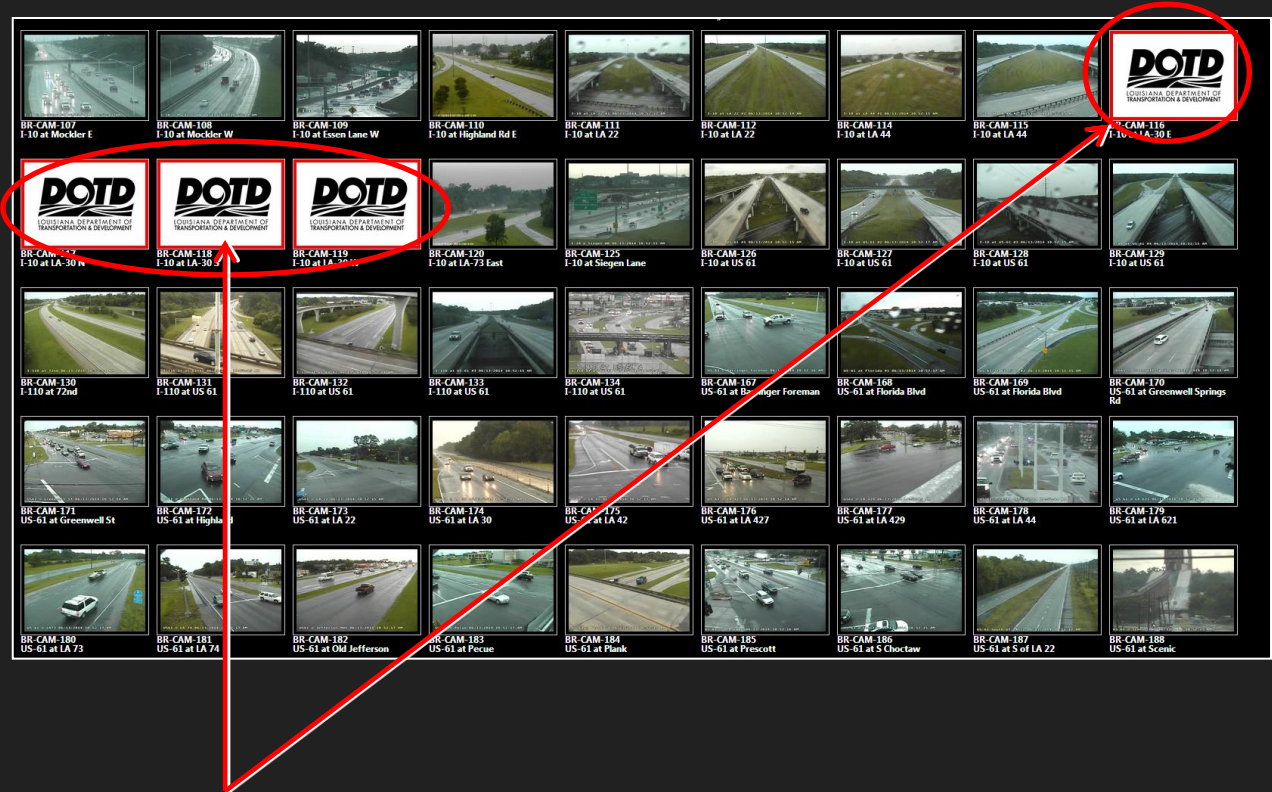 DOTD
LOUISIANA DEPARTMENT OF
TRANSPORTATION & DEVELOPMENT
BR-CAM-107
I-10 at Mockler E
BR-CAM-108
I-10 at Mockler W
BR-CAM-109
I-10 at Essen Lane W
BR-CAM-110
I-10 at Highland Rd E
BR-CAM-111
I-10 at LA 22
BR-CAM-112
I-10 at LA 22
BR-CAM-114
I-10 at LA 44
BR-CAM-115
I-10 at LA 44
BR-CAM-116
I-10 at LA-30 E
DOTD
LOUISIANA DEPARTMENT OF
TRANSPORTATION & DEVELOPMENT
DOTD
LOUISIANA DEPARTMENT OF
TRANSPORTATION & DEVELOPMENT
DOTD
LOUISIANA DEPARTMENT OF
TRANSPORTATION & DEVELOPMENT
BR-CAM-117
I-10 at LA-30 N
BR-CAM-118
I-10 at LA-30 S
BR-CAM-119
I-10 at LA-30 W
BR-CAM-120
I-10 at LA-73 East
BR-CAM-125
I-10 at Siegen Lane
BR-CAM-126
I-10 at US 61
BR-CAM-127
I-10 at US 61
BR-CAM-128
I-10 at US 61
BR-CAM-129
I-10 at US 61
BR-CAM-130
I-110 at 72nd
BR-CAM-131
I-110 at US 61
BR-CAM-132
I-110 at US 61
BR-CAM-133
I-110 at US 61
BR-CAM-134
I-110 at US 61
BR-CAM-167
US-61 at Barringer Foreman
BR-CAM-168
US-61 at Florida Blvd
BR-CAM-169
US-61 at Florida Blvd
BR-CAM-170
US-61 at Greenwell Springs
Rd
BR-CAM-171
US-61 at Greenwell St
BR-CAM-172
US-61 at Highland
BR-CAM-173
US-61 at LA 22
BR-CAM-174
US-61 at LA 30
BR-CAM-175
US-61 at LA 42
BR-CAM-176
US-61 at LA 427
BR-CAM-177
US-61 at LA 429
BR-CAM-178
US-61 at LA 44
BR-CAM-179
US-61 at LA 621
BR-CAM-180
US-61 at LA 73
BR-CAM-181
US-61 at LA 74
BR-CAM-182
US-61 at Old Jefferson
BR-CAM-183
US-61 at Pecue
BR-CAM-184
US-61 at Plank
BR-CAM-185
US-61 at Prescott
BR-CAM-186
US-61 at S Choctaw
BR-CAM-187
US-61 at S of LA 22
BR-CAM-188
US-61 at Scenic